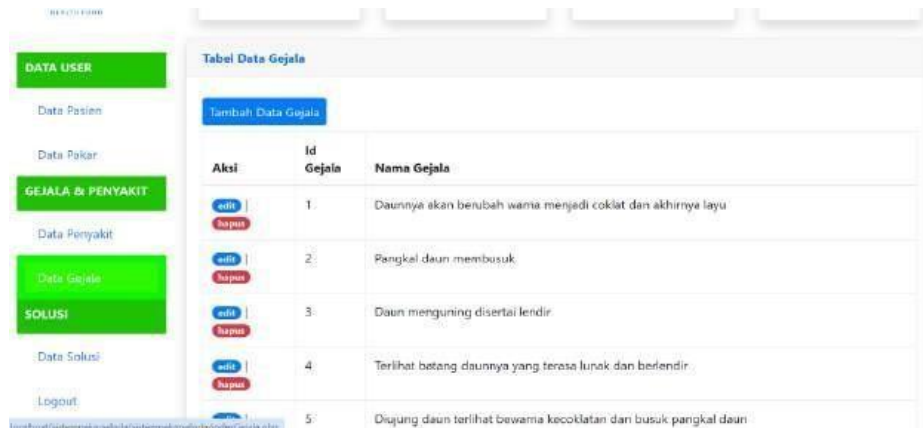 DATA USER
Data Pasien
Data Pakar
GEJALA & PENYAKIT
Data Penyakit
Data Gejala
SOLUSI
Data Solusi
Logout
Tabel Data Gejala
Tambah Data Gejala
Aksi Id Gejala Nama Gejala
edit | hapus 1 Daunnya akan berubah warna menjadi coklat dan akhirnya layu
edit | hapus 2 Pangkal daun membusuk
edit | hapus 3 Daun menguning disertai lendir
edit | hapus 4 Terlihat batang daunnya yang terasa lunak dan berlendir
edit | 5 Diujung daun terlihat bewarna kecoklatan dan busuk pangkal daun